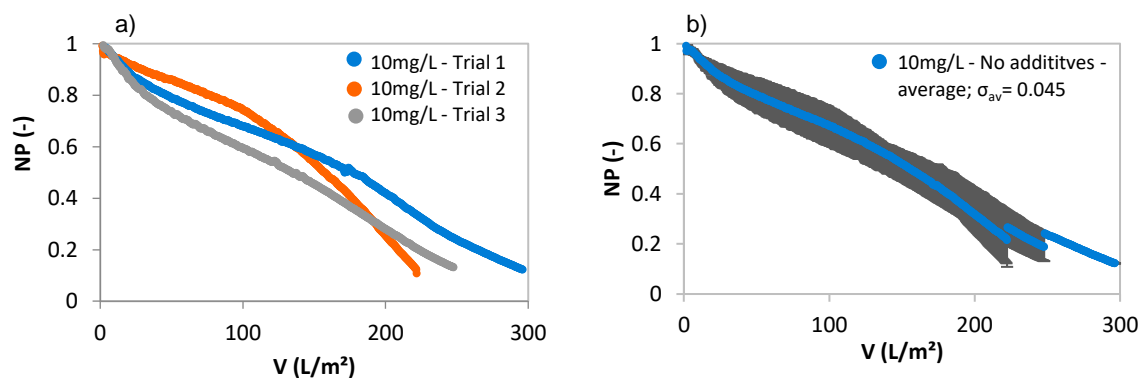 a)
NP (-)
1
0.8
0.6
0.4
0.2
0
0
100
200
300
V (L/m²)
10mg/L - Trial 1
10mg/L - Trial 2
10mg/L - Trial 3
b)
NP (-)
1
0.8
0.6
0.4
0.2
0
0
100
200
300
V (L/m²)
10mg/L - No addititves -
average; σav= 0.045